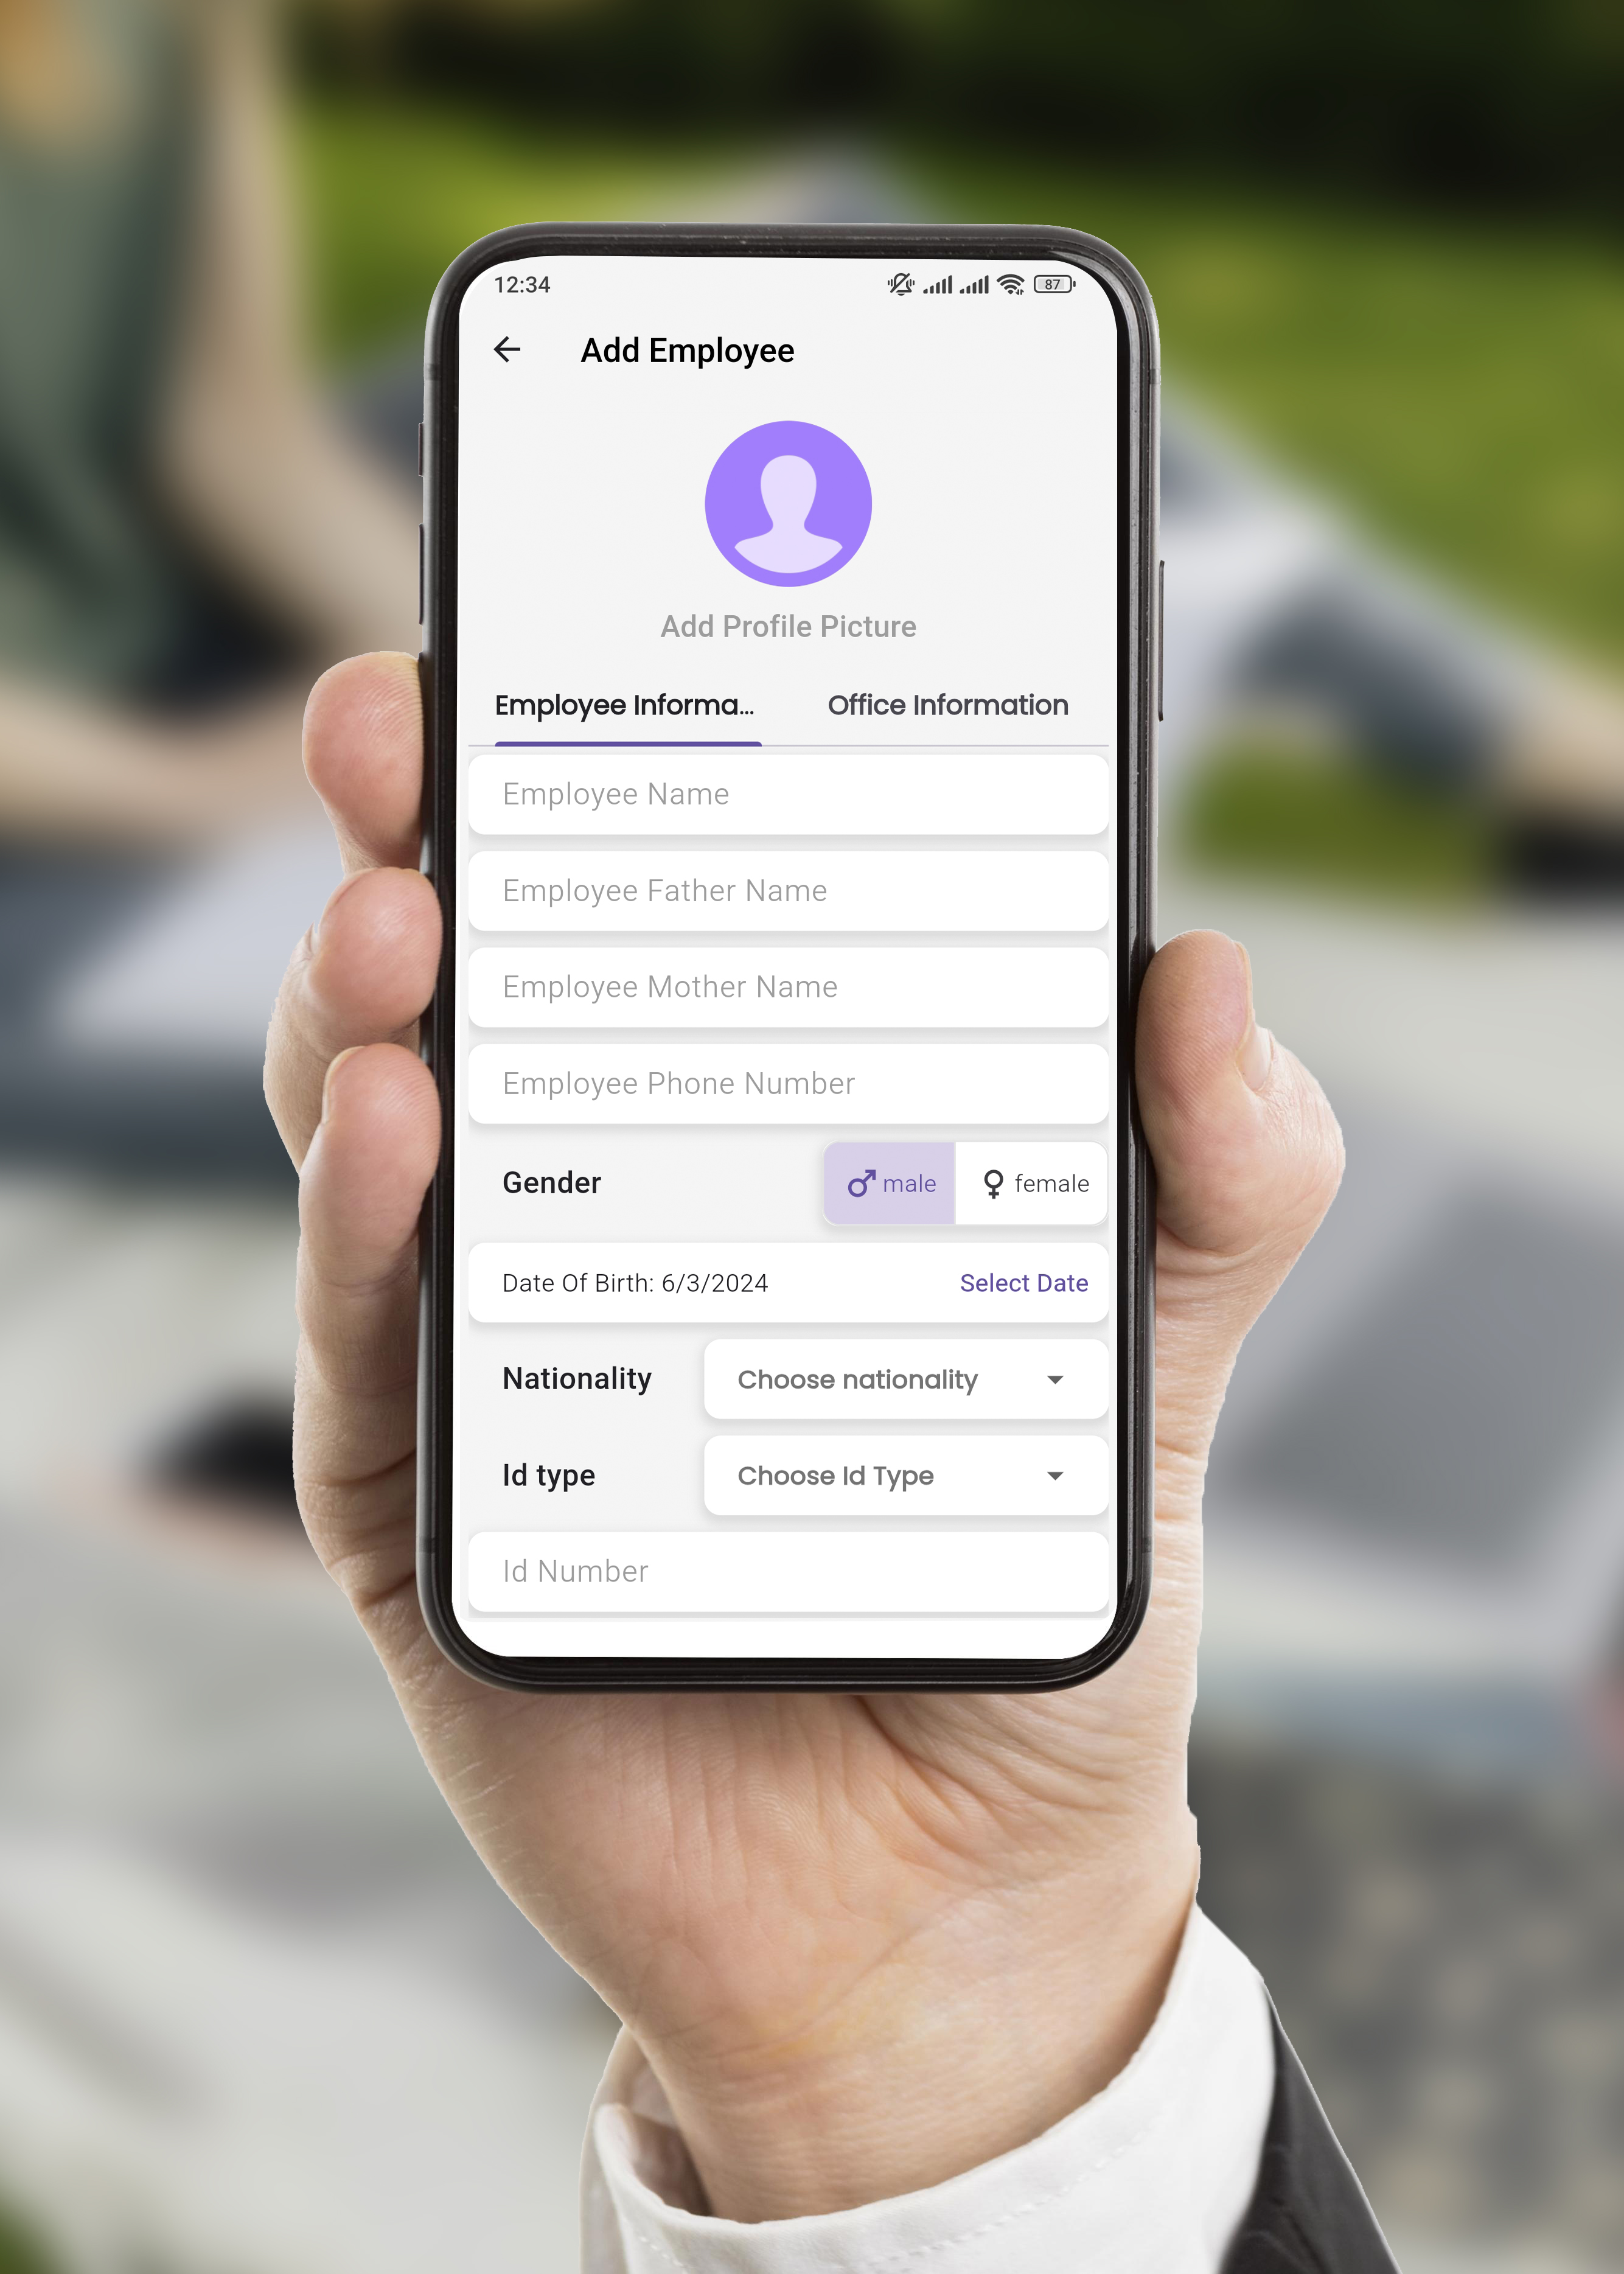 12:34 87
Add Employee
Add Profile Picture
Employee Informa... Office Information
Employee Name
Employee Father Name
Employee Mother Name
Employee Phone Number
Gender male female
Date Of Birth: 6/3/2024 Select Date
Nationality Choose nationality
Id type Choose Id Type
Id Number